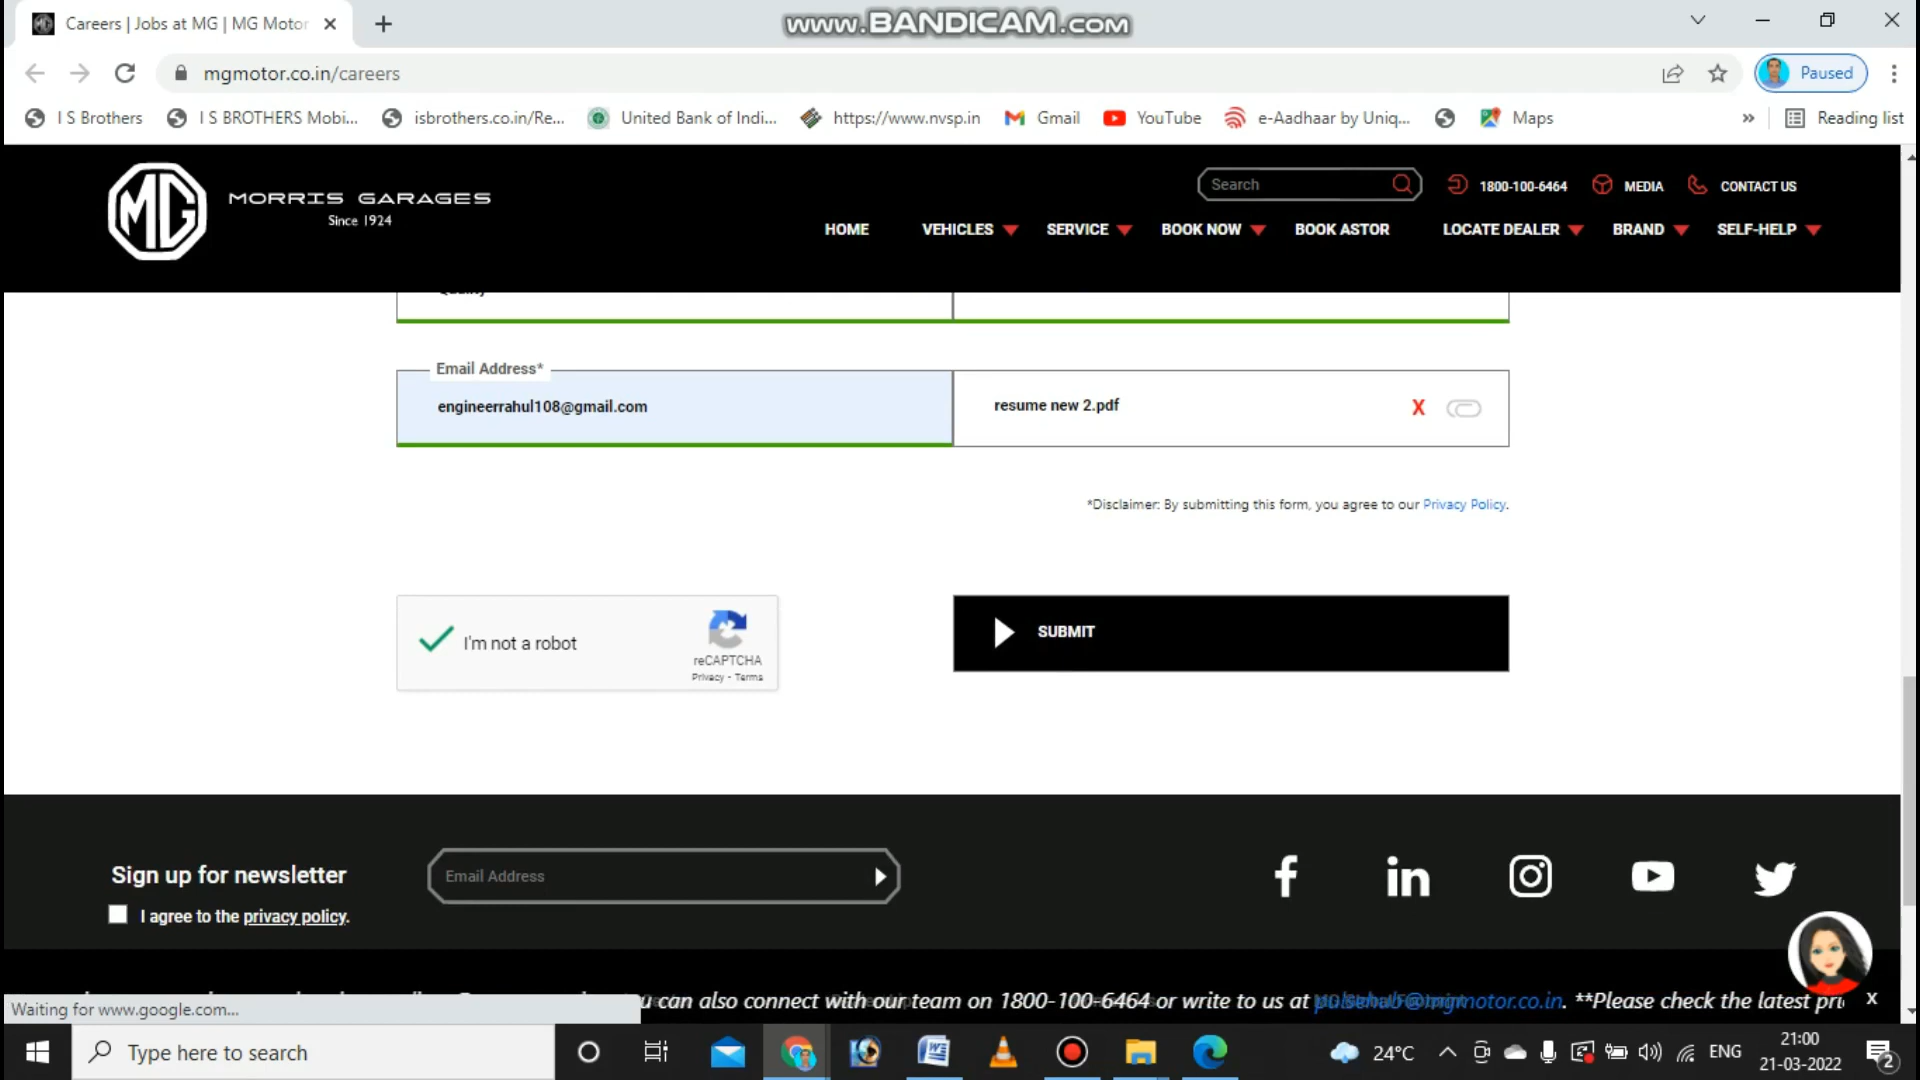 Careers | Jobs at MG | MG Motor
www.BANDICAM.com
mgmotor.co.in/careers
Paused
I S Brothers
I S BROTHERS Mobi...
isbrothers.co.in/Re...
United Bank of Indi...
https://www.nvsp.in
Gmail
YouTube
e-Aadhaar by Uniq...
Maps
»
Reading list
MG
MORRIS GARAGES
Since 1924
Search
1800-100-6464
MEDIA
CONTACT US
HOME
VEHICLES
SERVICE
BOOK NOW
BOOK ASTOR
LOCATE DEALER
BRAND
SELF-HELP
Quality
Email Address*
engineerrahul108@gmail.com
resume new 2.pdf
X
*Disclaimer: By submitting this form, you agree to our Privacy Policy.
I'm not a robot
reCAPTCHA
Privacy - Terms
SUBMIT
Sign up for newsletter
Email Address
I agree to the privacy policy.
can also connect with our team on 1800-100-6464 or write to us at pulsehub@mgmotor.co.in. **Please check the latest pri
x
Waiting for www.google.com...
Type here to search
24°C
ENG
21:00
21-03-2022
2